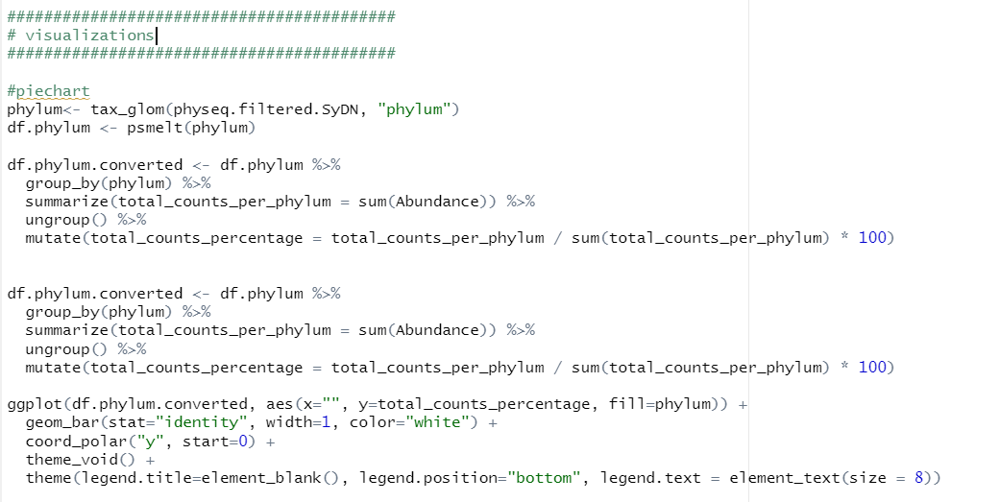 ##########################################
# visualizations
##########################################
#piechart
phylum<- tax_glom(physeq.filtered.SyDN, "phylum")
df.phylum <- psmelt(phylum)
df.phylum.converted <- df.phylum %>%
  group_by(phylum) %>%
  summarize(total_counts_per_phylum = sum(Abundance)) %>%
  ungroup() %>%
  mutate(total_counts_percentage = total_counts_per_phylum / sum(total_counts_per_phylum) * 100)
df.phylum.converted <- df.phylum %>%
  group_by(phylum) %>%
  summarize(total_counts_per_phylum = sum(Abundance)) %>%
  ungroup() %>%
  mutate(total_counts_percentage = total_counts_per_phylum / sum(total_counts_per_phylum) * 100)
ggplot(df.phylum.converted, aes(x="", y=total_counts_percentage, fill=phylum)) +
  geom_bar(stat="identity", width=1, color="white") +
  coord_polar("y", start=0) +
  theme_void() +
  theme(legend.title=element_blank(), legend.position="bottom", legend.text = element_text(size = 8))